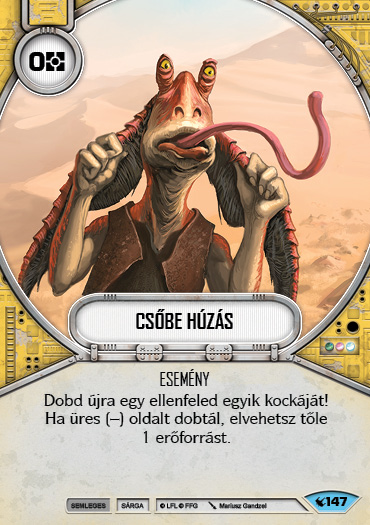 0
CSŐBE HÚZÁS
ESEMÉNY
Dobd újra egy ellenfeled egyik kockáját!
Ha üres (–) oldalt dobtál, elvehetsz tőle
1 erőforrást.
SEMLEGES SÁRGA © LFL © FFG Mariusz Gandzel 147